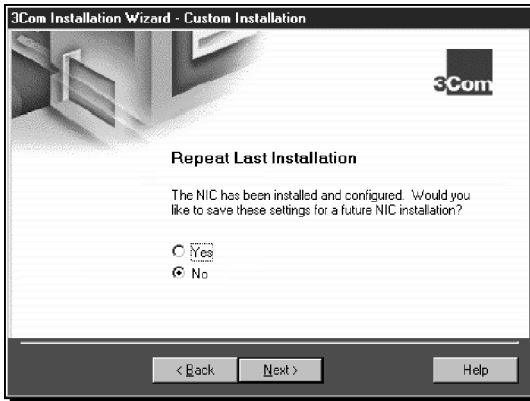 3Com Installation Wizard - Custom Installation
3Com
Repeat Last Installation
The NIC has been installed and configured. Would you
like to save these settings for a future NIC installation?
Yes
No
< Back
Next >
Help